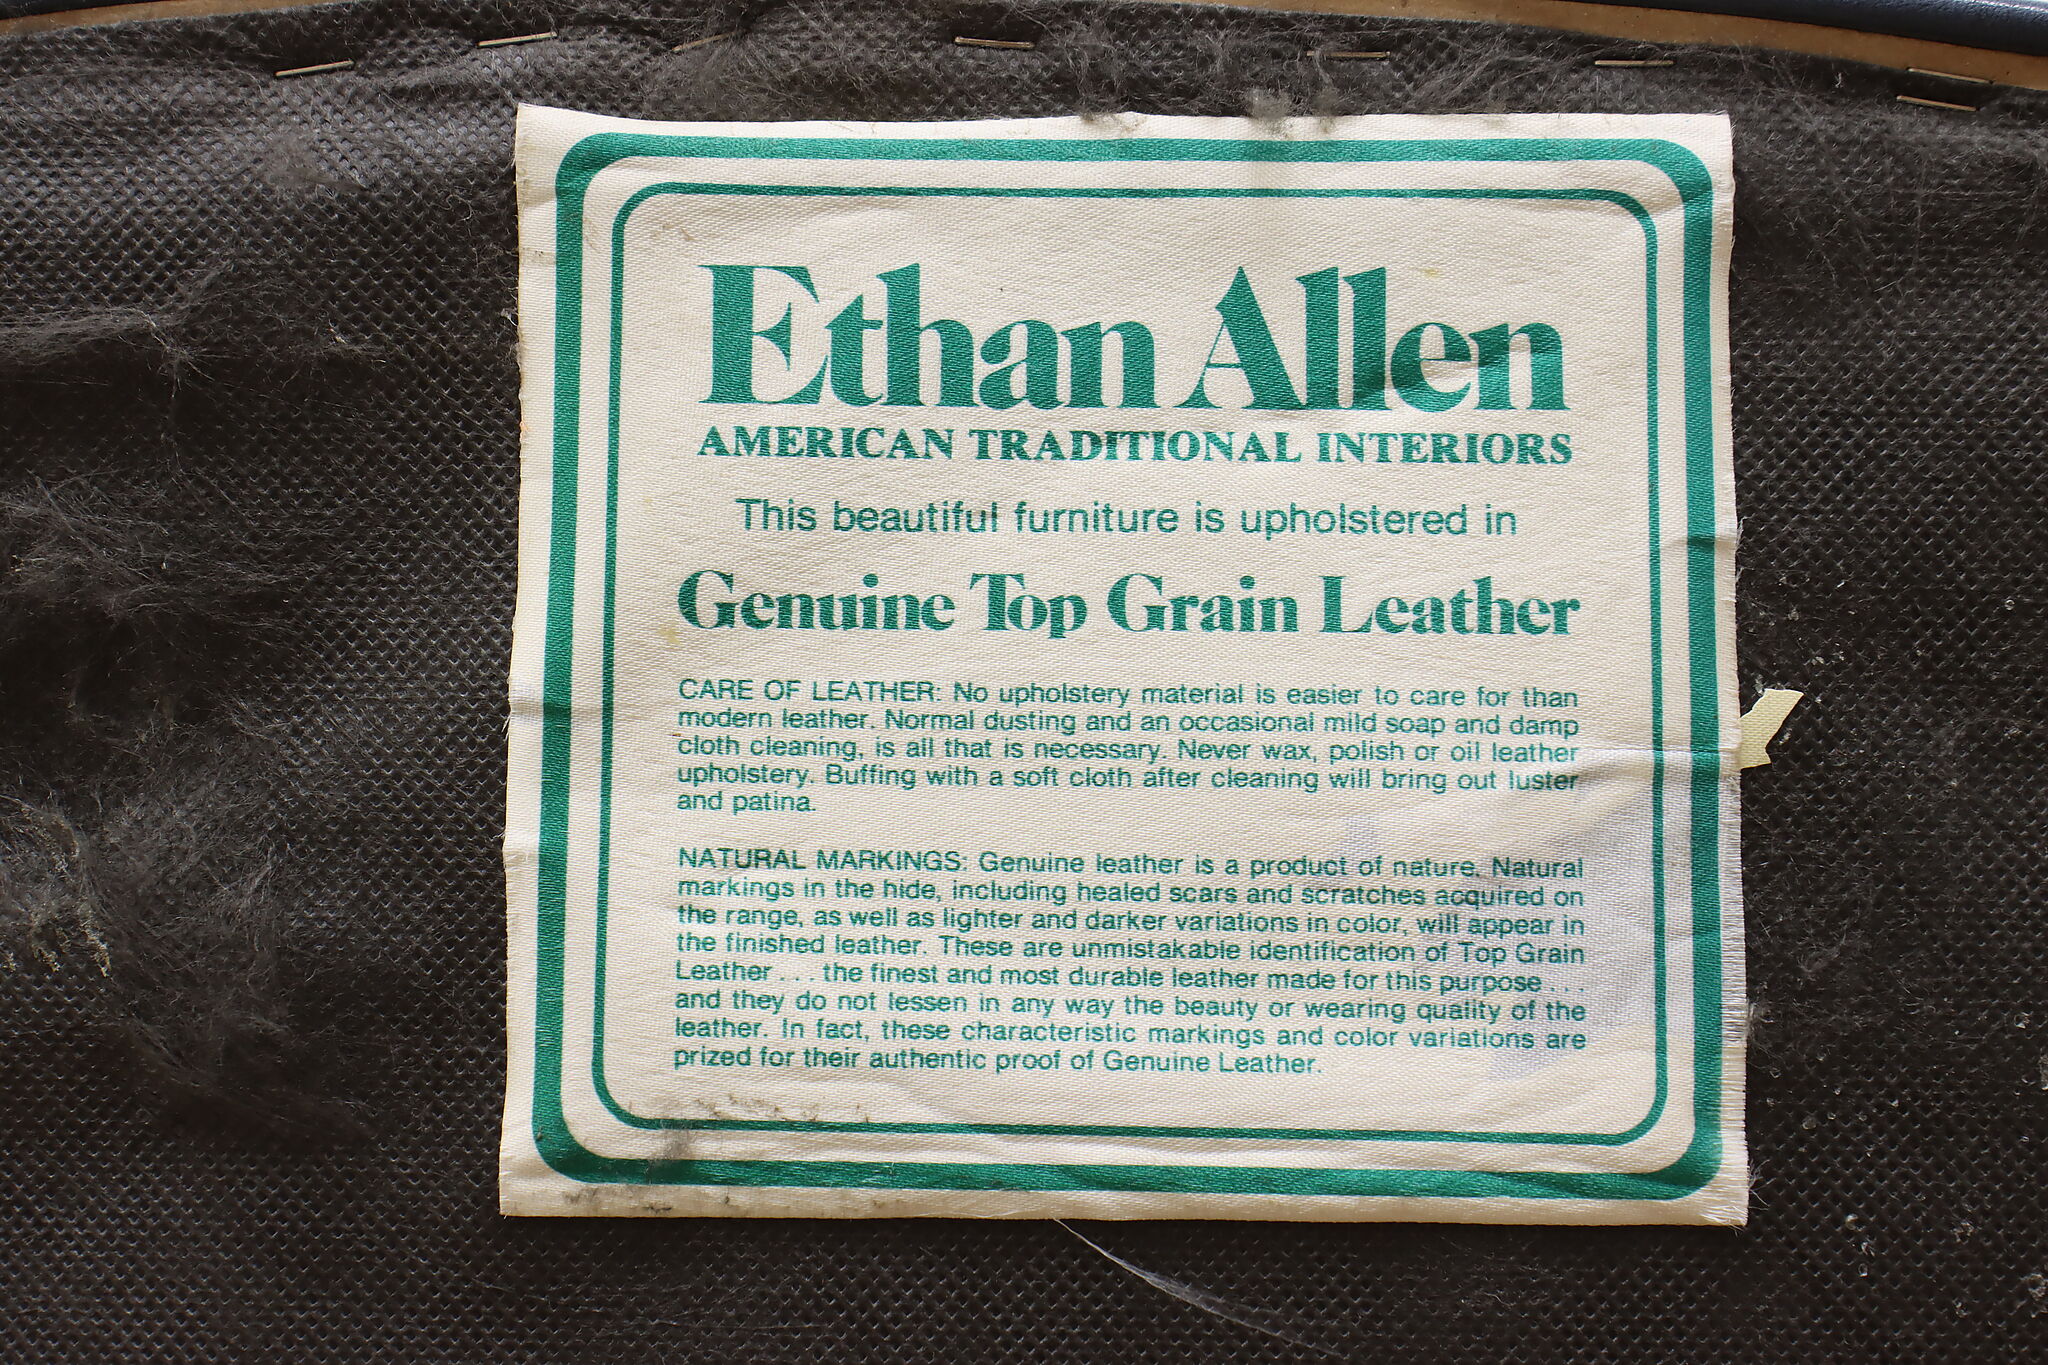 Ethan Allen
AMERICAN TRADITIONAL INTERIORS
This beautiful furniture is upholstered in
Genuine Top Grain Leather
CARE OF LEATHER: No upholstery material is easier to care for than
modern leather. Normal dusting and an occasional mild soap and damp
cloth cleaning, is all that is necessary. Never wax, polish or oil leather
upholstery. Buffing with a soft cloth after cleaning will bring out luster
and patina.
NATURAL MARKINGS: Genuine leather is a product of nature. Natural
markings in the hide, including healed scars and scratches acquired on
the range, as well as lighter and darker variations in color, will appear in
the finished leather. These are unmistakable identification of Top Grain
Leather . . . the finest and most durable leather made for this purpose . . .
and they do not lessen in any way the beauty or wearing quality of the
leather. In fact, these characteristic markings and color variations are
prized for their authentic proof of Genuine Leather.